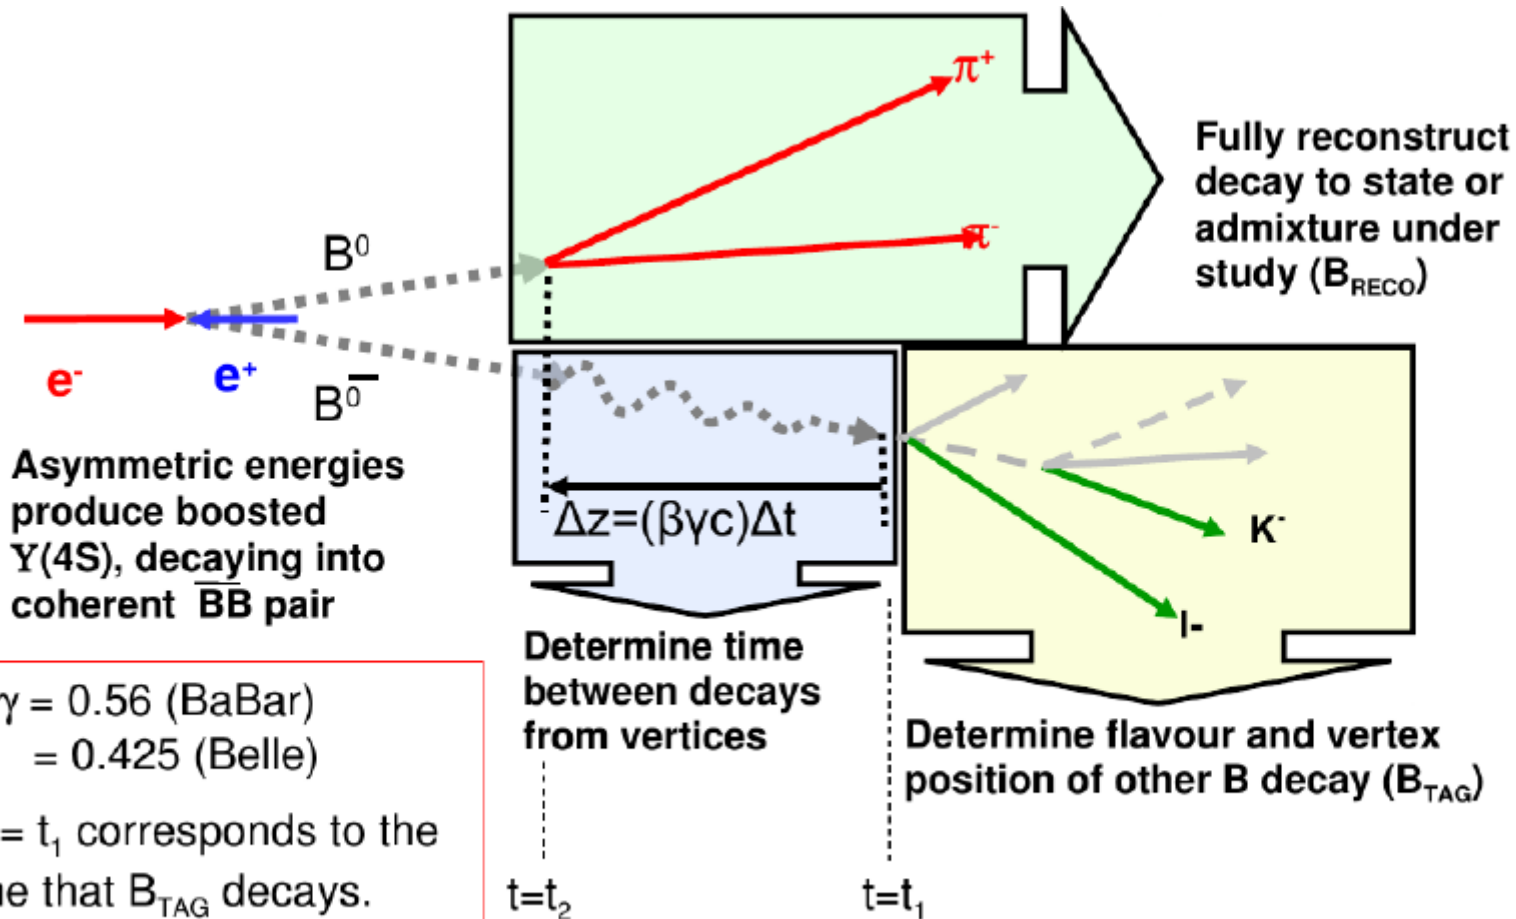 π⁺
π⁻
Fully reconstruct
decay to state or
admixture under
study (B_RECO)
B⁰
e⁻
e⁺
B̅⁰
Asymmetric energies
produce boosted
Υ(4S), decaying into
coherent B̅B̅ pair
Δz=(βγc)Δt
K⁻
l-
Determine time
between decays
from vertices
Determine flavour and vertex
position of other B decay (B_TAG)
γ = 0.56 (BaBar)
= 0.425 (Belle)
= t₁ corresponds to the
that B_TAG decays.
t=t₂
t=t₁